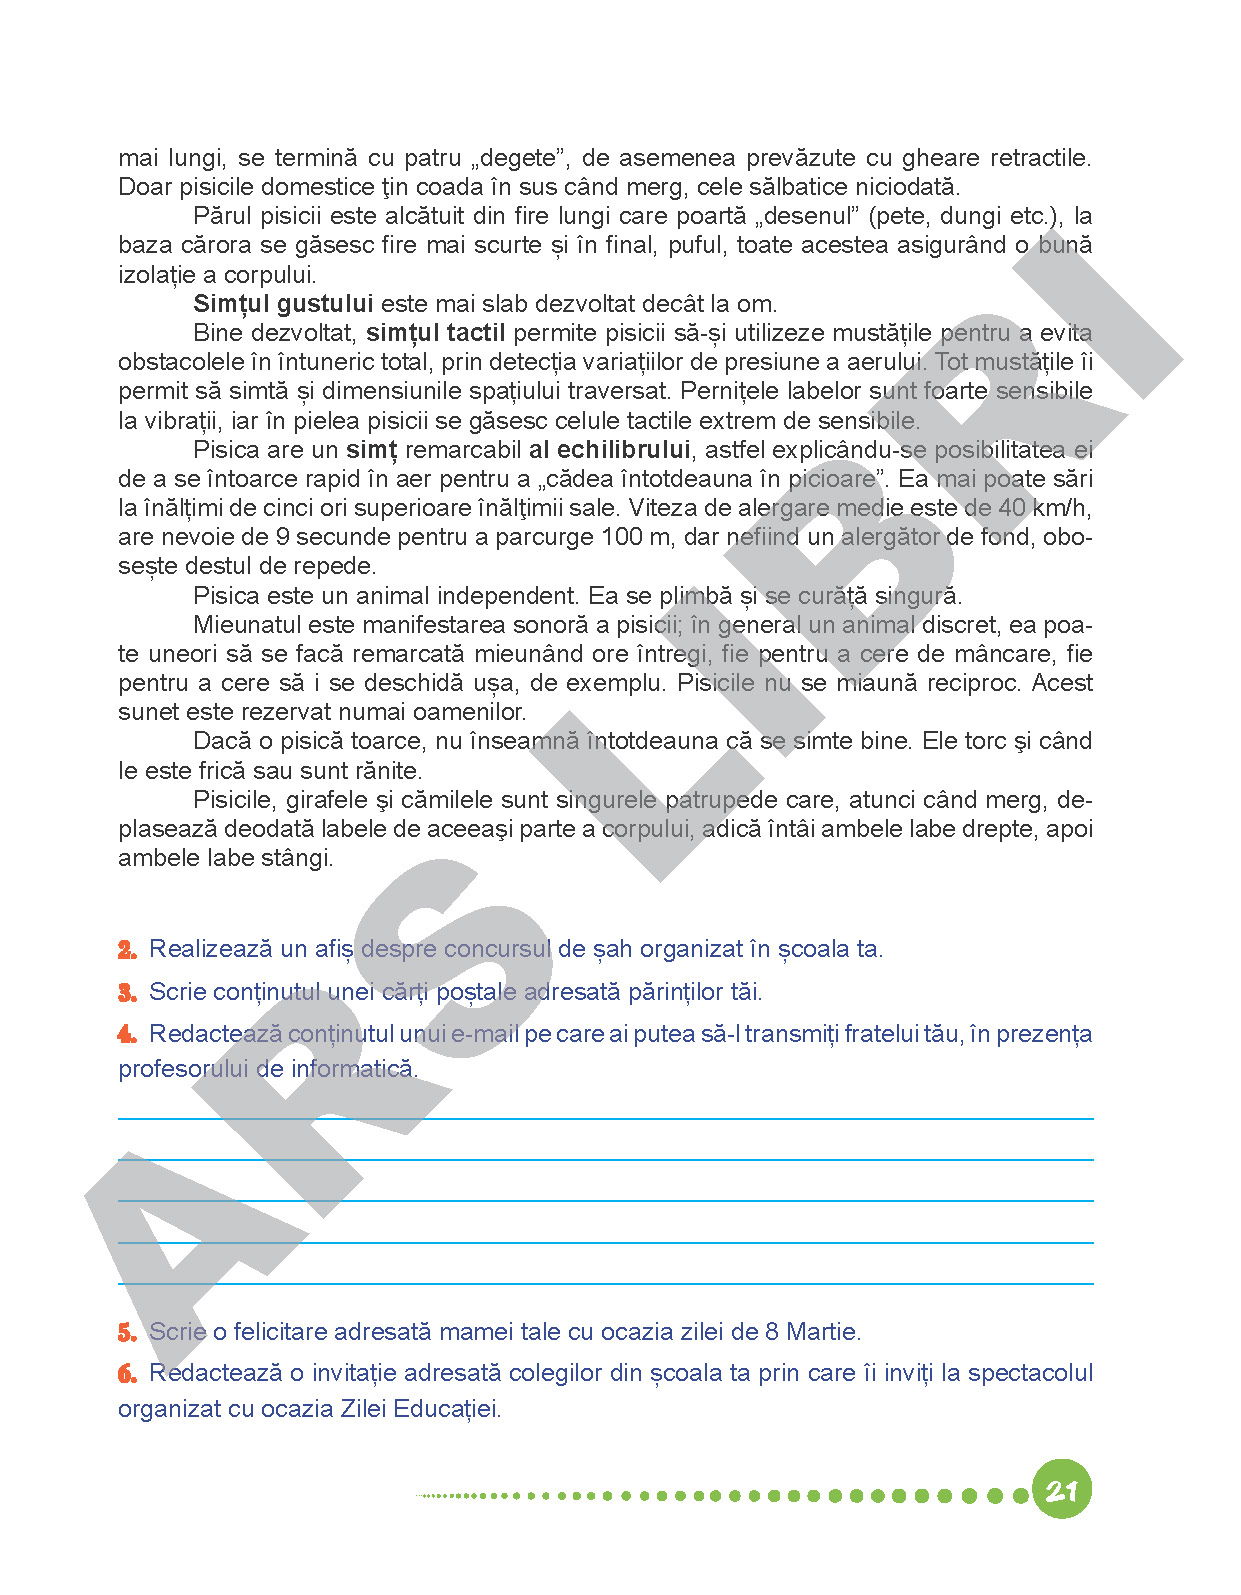 mai lungi, se termină cu patru „degete”, de asemenea prevăzute cu gheare retractile.
Doar pisicile domestice ţin coada în sus când merg, cele sălbatice niciodată.
Părul pisicii este alcătuit din fire lungi care poartă „desenul” (pete, dungi etc.), la
baza cărora se găsesc fire mai scurte și în final, puful, toate acestea asigurând o bună
izolație a corpului.
Simțul gustului este mai slab dezvoltat decât la om.
Bine dezvoltat, simțul tactil permite pisicii să-și utilizeze mustățile pentru a evita
obstacolele în întuneric total, prin detecția variațiilor de presiune a aerului. Tot mustățile îi
permit să simtă și dimensiunile spațiului traversat. Pernițele labelor sunt foarte sensibile
la vibrații, iar în pielea pisicii se găsesc celule tactile extrem de sensibile.
Pisica are un simț remarcabil al echilibrului, astfel explicându-se posibilitatea ei
de a se întoarce rapid în aer pentru a „cădea întotdeauna în picioare”. Ea mai poate sări
la înălțimi de cinci ori superioare înălţimii sale. Viteza de alergare medie este de 40 km/h,
are nevoie de 9 secunde pentru a parcurge 100 m, dar nefiind un alergător de fond, obo-
sește destul de repede.
Pisica este un animal independent. Ea se plimbă și se curăță singură.
Mieunatul este manifestarea sonoră a pisicii; în general un animal discret, ea poa-
te uneori să se facă remarcată mieunând ore întregi, fie pentru a cere de mâncare, fie
pentru a cere să i se deschidă ușa, de exemplu. Pisicile nu se miaună reciproc. Acest
sunet este rezervat numai oamenilor.
Dacă o pisică toarce, nu înseamnă întotdeauna că se simte bine. Ele torc şi când
le este frică sau sunt rănite.
Pisicile, girafele şi cămilele sunt singurele patrupede care, atunci când merg, de-
plasează deodată labele de aceeaşi parte a corpului, adică întâi ambele labe drepte, apoi
ambele labe stângi.
2. Realizează un afiș despre concursul de șah organizat în școala ta.
3. Scrie conținutul unei cărți poștale adresată părinților tăi.
4. Redactează conținutul unui e-mail pe care ai putea să-l transmiți fratelui tău, în prezența
profesorului de informatică.
5. Scrie o felicitare adresată mamei tale cu ocazia zilei de 8 Martie.
6. Redactează o invitație adresată colegilor din școala ta prin care îi inviți la spectacolul
organizat cu ocazia Zilei Educației.
21
ARS LIBRI